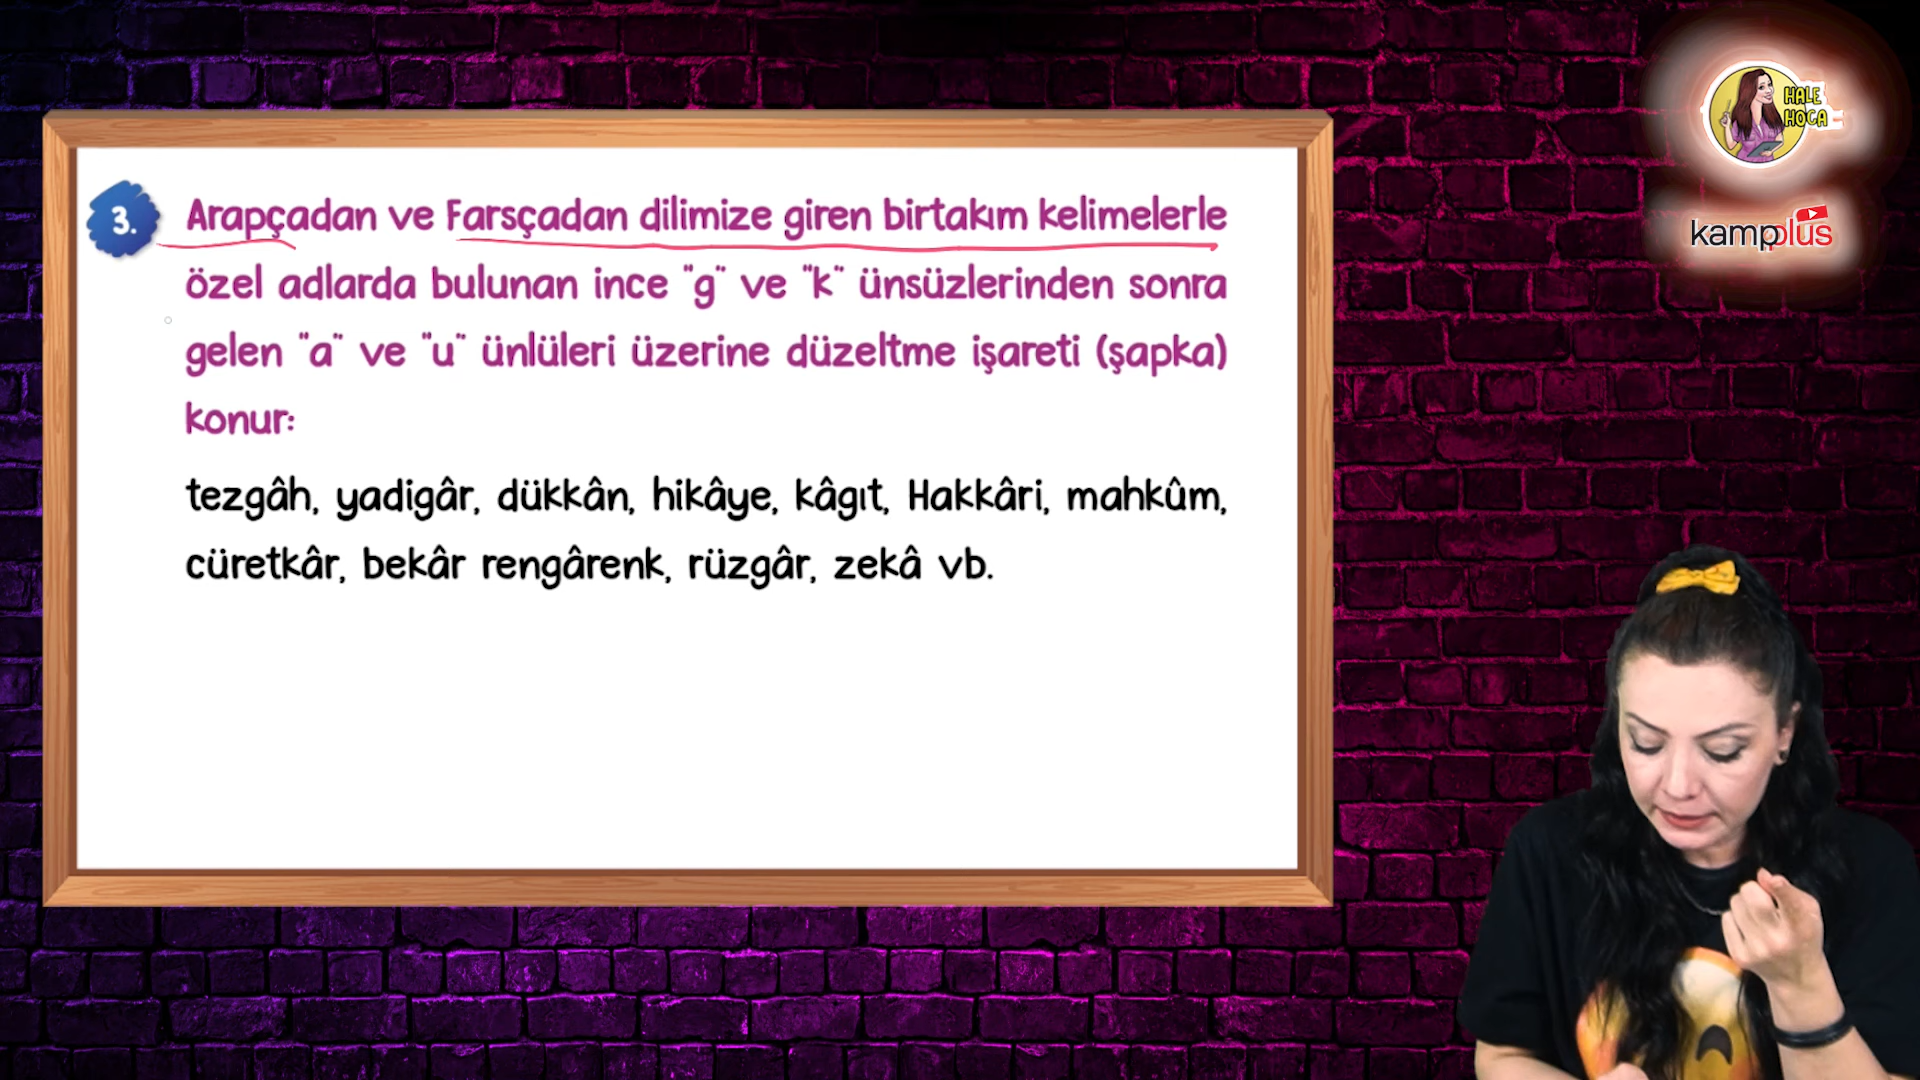 HALE
HOCA
kampplus
3. Arapçadan ve Farsçadan dilimize giren birtakım kelimelerle
özel adlarda bulunan ince "g" ve "k" ünsüzlerinden sonra
gelen "a" ve "u" ünlüleri üzerine düzeltme işareti (şapka)
konur:
tezgâh, yadigâr, dükkân, hikâye, kâgıt, Hakkâri, mahkûm,
cüretkâr, bekâr rengârenk, rüzgâr, zekâ vb.